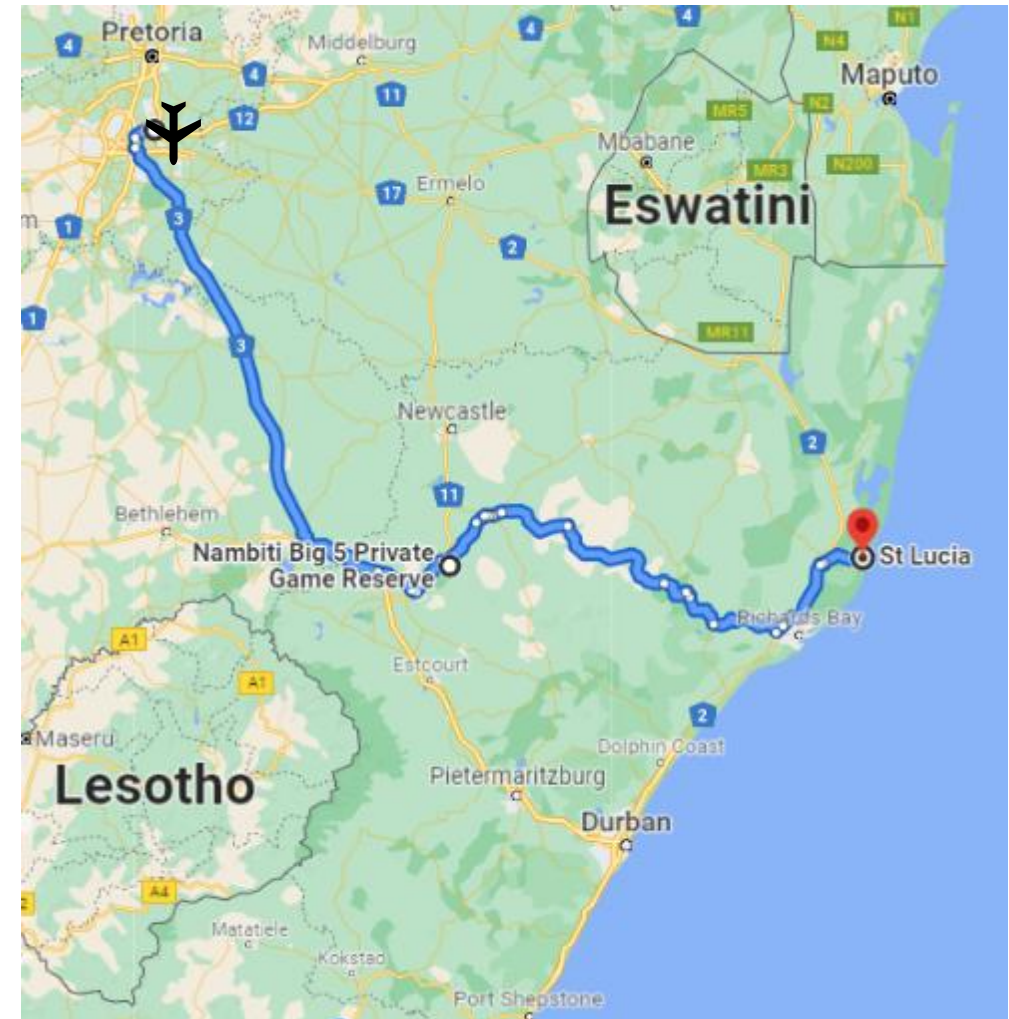 N1
4
4
4
Pretoria
Middelburg
N4
Maputo
4
11
MR5
N2
12
Mbabane
N200
MR3
17
Ermelo
Eswatini
m
3
1
2
1
MR11
3
Newcastle
2
11
Bethlehem
Nambiti Big 5 Private
Game Reserve
St Lucia
Richards Bay
A1
Estcourt
A1
2
Maseru
Dolphin Coast
Lesotho
Pietermaritzburg
Durban
A4
2
Matatiele
Kokstad
Port Shepstone